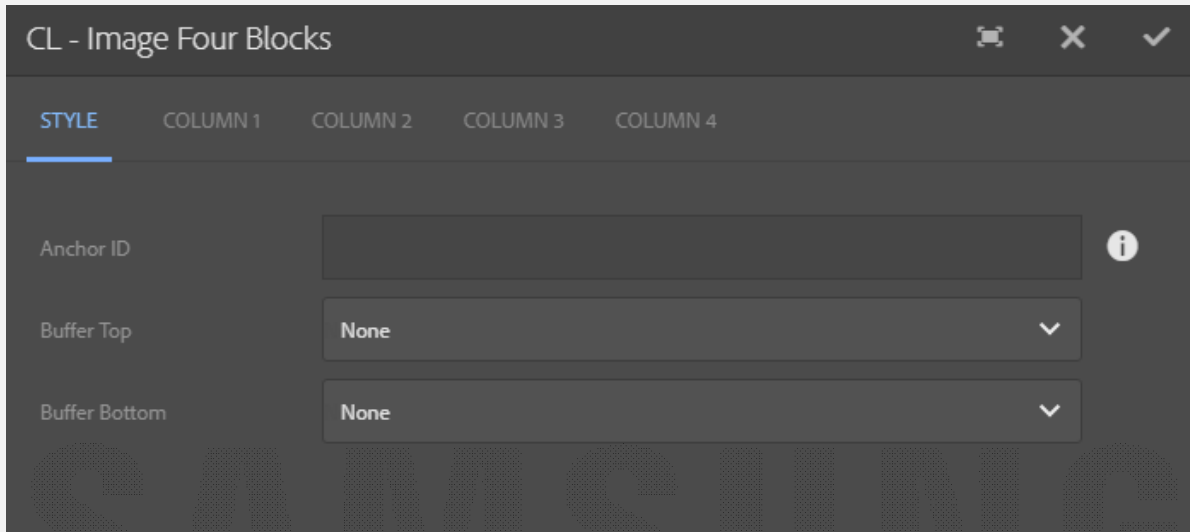 CL - Image Four Blocks
STYLE COLUMN 1 COLUMN 2 COLUMN 3 COLUMN 4
Anchor ID
Buffer Top None
Buffer Bottom None
SAMSUNG